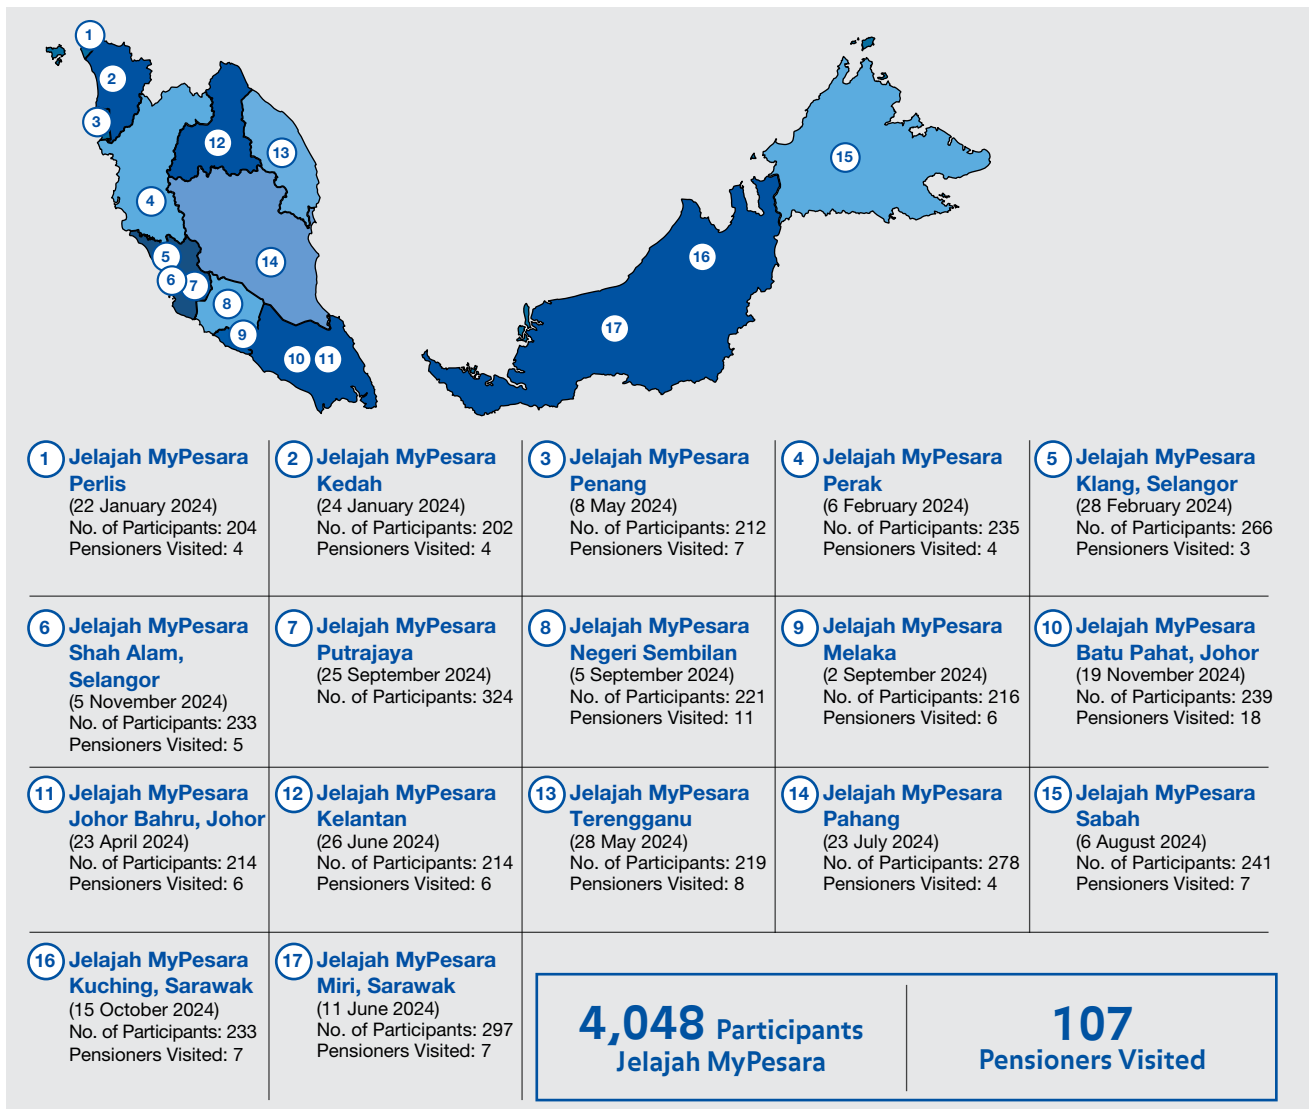 1
2
3
4
5
6
7
8
9
10
11
12
13
14
15
16
17
1
Jelajah MyPesara
Perlis
(22 January 2024)
No. of Participants: 204
Pensioners Visited: 4
2
Jelajah MyPesara
Kedah
(24 January 2024)
No. of Participants: 202
Pensioners Visited: 4
3
Jelajah MyPesara
Penang
(8 May 2024)
No. of Participants: 212
Pensioners Visited: 7
4
Jelajah MyPesara
Perak
(6 February 2024)
No. of Participants: 235
Pensioners Visited: 4
5
Jelajah MyPesara
Klang, Selangor
(28 February 2024)
No. of Participants: 266
Pensioners Visited: 3
6
Jelajah MyPesara
Shah Alam,
Selangor
(5 November 2024)
No. of Participants: 233
Pensioners Visited: 5
7
Jelajah MyPesara
Putrajaya
(25 September 2024)
No. of Participants: 324
8
Jelajah MyPesara
Negeri Sembilan
(5 September 2024)
No. of Participants: 221
Pensioners Visited: 11
9
Jelajah MyPesara
Melaka
(2 September 2024)
No. of Participants: 216
Pensioners Visited: 6
10
Jelajah MyPesara
Batu Pahat, Johor
(19 November 2024)
No. of Participants: 239
Pensioners Visited: 18
11
Jelajah MyPesara
Johor Bahru, Johor
(23 April 2024)
No. of Participants: 214
Pensioners Visited: 6
12
Jelajah MyPesara
Kelantan
(26 June 2024)
No. of Participants: 214
Pensioners Visited: 6
13
Jelajah MyPesara
Terengganu
(28 May 2024)
No. of Participants: 219
Pensioners Visited: 8
14
Jelajah MyPesara
Pahang
(23 July 2024)
No. of Participants: 278
Pensioners Visited: 4
15
Jelajah MyPesara
Sabah
(6 August 2024)
No. of Participants: 241
Pensioners Visited: 7
16
Jelajah MyPesara
Kuching, Sarawak
(15 October 2024)
No. of Participants: 233
Pensioners Visited: 7
17
Jelajah MyPesara
Miri, Sarawak
(11 June 2024)
No. of Participants: 297
Pensioners Visited: 7
4,048 Participants
Jelajah MyPesara
107
Pensioners Visited